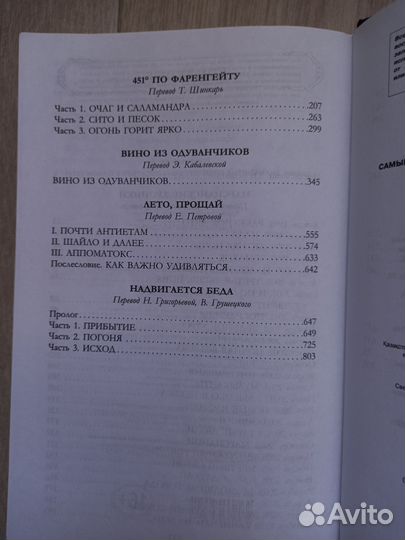 451° ПО ФАРЕНГЕЙТУ
Перевод Т. Шинкарь
Часть 1. ОЧАГ И САЛАМАНДРА 207
Часть 2. СИТО И ПЕСОК 263
Часть 3. ОГОНЬ ГОРИТ ЯРКО 299
ВИНО ИЗ ОДУВАНЧИКОВ
Перевод Э. Кабалевской
ВИНО ИЗ ОДУВАНЧИКОВ 345
ЛЕТО, ПРОЩАЙ
Перевод Е. Петровой
I. ПОЧТИ АНТИЕТАМ 555
II. ШАЙЛО И ДАЛЕЕ 574
III. АППОМАТОКС 633
Послесловие. КАК ВАЖНО УДИВЛЯТЬСЯ 642
НАДВИГАЕТСЯ БЕДА
Перевод Н. Григорьевой, В. Грушецкого
Пролог 647
Часть 1. ПРИБЫТИЕ 649
Часть 2. ПОГОНЯ 725
Часть 3. ИСХОД 803
САМЫ
Avito